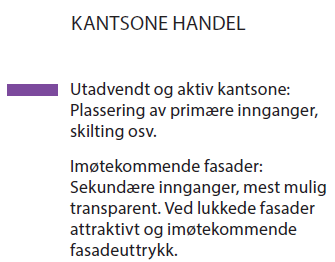 KANTSONE HANDEL
Utadvendt og aktiv kantsone:
Plassering av primære innganger,
skilting osv.
Imøtekommende fasader:
Sekundære innganger, mest mulig
transparent. Ved lukkede fasader
attraktivt og imøtekommende
fasadeuttrykk.